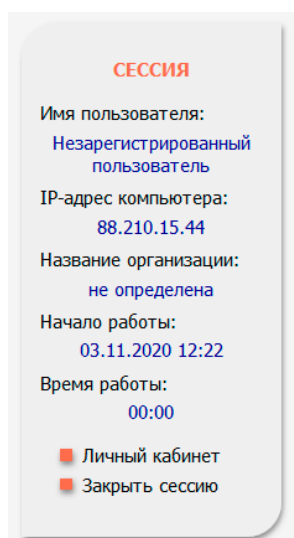 СЕССИЯ
Имя пользователя:
Незарегистрированный
пользователь
IP-адрес компьютера:
88.210.15.44
Название организации:
не определена
Начало работы:
03.11.2020 12:22
Время работы:
00:00
Личный кабинет
Закрыть сессию